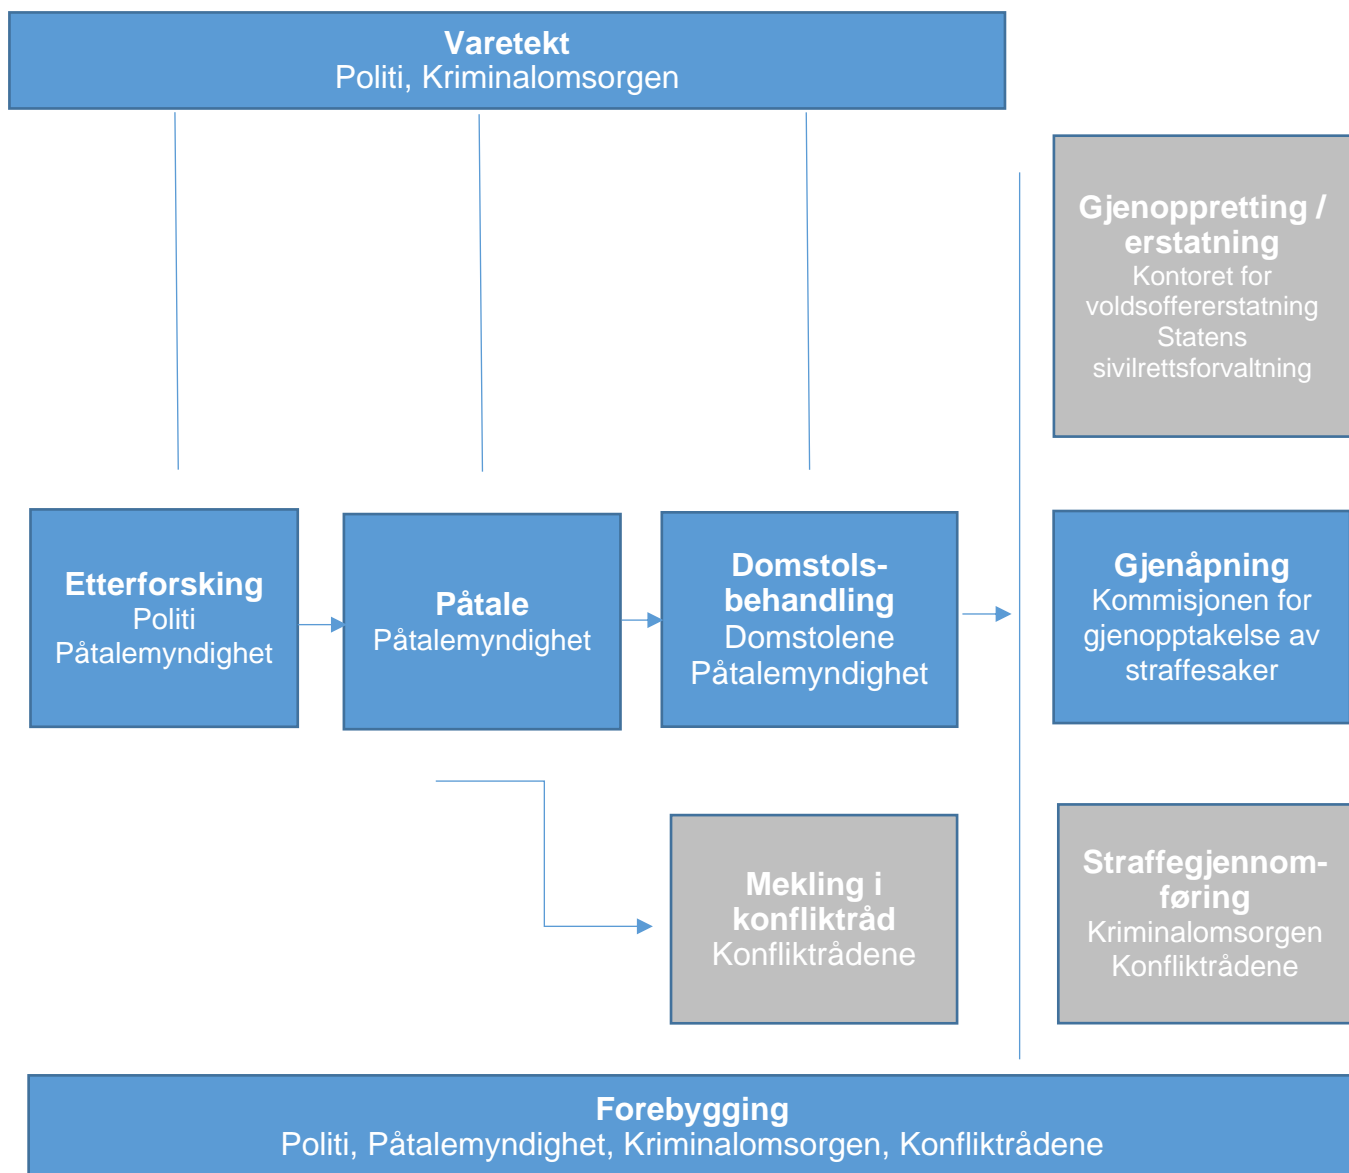 Varetekt
Politi, Kriminalomsorgen
Gjenoppretting /
erstatning
Kontoret for
voldsoffererstatning
Statens
sivilrettsforvaltning
Etterforsking
Politi
Påtalemyndighet
Påtale
Påtalemyndighet
Domstols-
behandling
Domstolene
Påtalemyndighet
Gjenåpning
Kommisjonen for
gjenopptakelse av
straffesaker
Mekling i
konfliktråd
Konfliktrådene
Straffegjennom-
føring
Kriminalomsorgen
Konfliktrådene
Forebygging
Politi, Påtalemyndighet, Kriminalomsorgen, Konfliktrådene